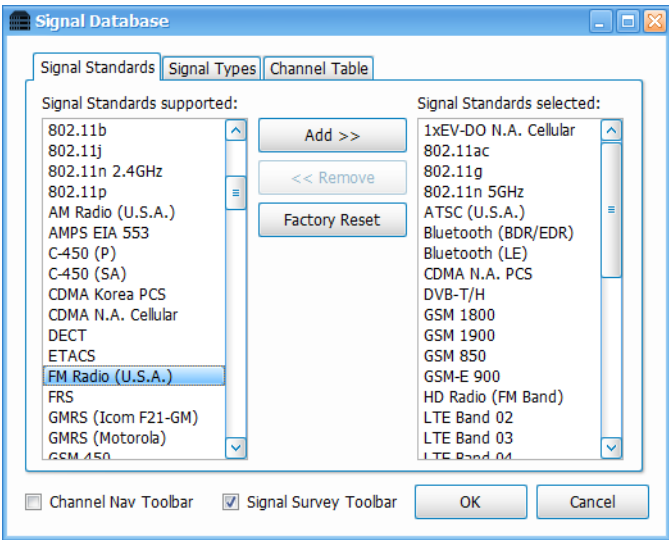 Signal Database
Signal Standards
Signal Types
Channel Table
Signal Standards supported:
802.11b
802.11j
802.11n 2.4GHz
802.11p
AM Radio (U.S.A.)
AMPS EIA 553
C-450 (P)
C-450 (SA)
CDMA Korea PCS
CDMA N.A. Cellular
DECT
ETACS
FM Radio (U.S.A.)
FRS
GMRS (Icom F21-GM)
GMRS (Motorola)
GSM 450
Add >>
<< Remove
Factory Reset
Signal Standards selected:
1xEV-DO N.A. Cellular
802.11ac
802.11g
802.11n 5GHz
ATSC (U.S.A.)
Bluetooth (BDR/EDR)
Bluetooth (LE)
CDMA N.A. PCS
DVB-T/H
GSM 1800
GSM 1900
GSM 850
GSM-E 900
HD Radio (FM Band)
LTE Band 02
LTE Band 03
LTE Band 04
Channel Nav Toolbar
Signal Survey Toolbar
OK
Cancel